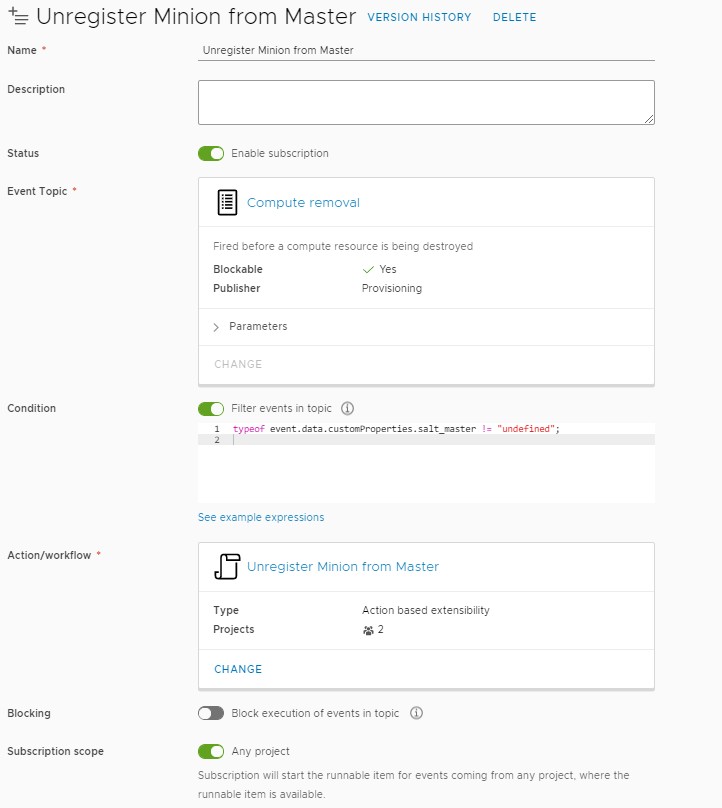 Unregister Minion from Master VERSION HISTORY DELETE
Name * Unregister Minion from Master
Description
Status Enable subscription
Event Topic * Compute removal
Fired before a compute resource is being destroyed
Blockable Yes
Publisher Provisioning
Parameters
CHANGE
Condition Filter events in topic
1 typeof event.data.customProperties.salt_master != "undefined";
2
See example expressions
Action/workflow * Unregister Minion from Master
Type Action based extensibility
Projects 2
CHANGE
Blocking Block execution of events in topic
Subscription scope Any project
Subscription will start the runnable item for events coming from any project, where the
runnable item is available.